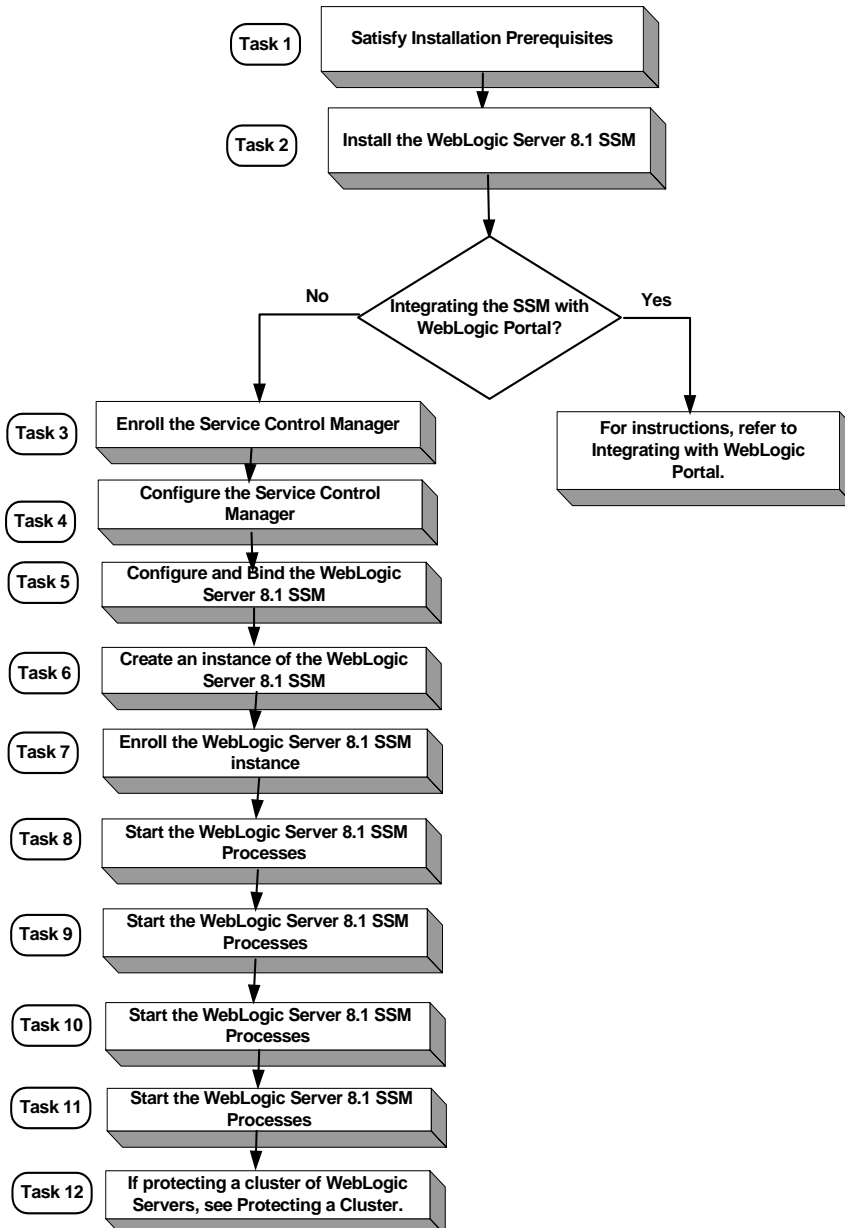 Task 1
Satisfy Installation Prerequisites
Task 2
Install the WebLogic Server 8.1 SSM
No
Integrating the SSM with
WebLogic Portal?
Yes
Task 3
Enroll the Service Control Manager
For instructions, refer to
Integrating with WebLogic
Portal.
Task 4
Configure the Service Control
Manager
Task 5
Configure and Bind the WebLogic
Server 8.1 SSM
Task 6
Create an instance of the WebLogic
Server 8.1 SSM
Task 7
Enroll the WebLogic Server 8.1 SSM
instance
Task 8
Start the WebLogic Server 8.1 SSM
Processes
Task 9
Start the WebLogic Server 8.1 SSM
Processes
Task 10
Start the WebLogic Server 8.1 SSM
Processes
Task 11
Start the WebLogic Server 8.1 SSM
Processes
Task 12
If protecting a cluster of WebLogic
Servers, see Protecting a Cluster.